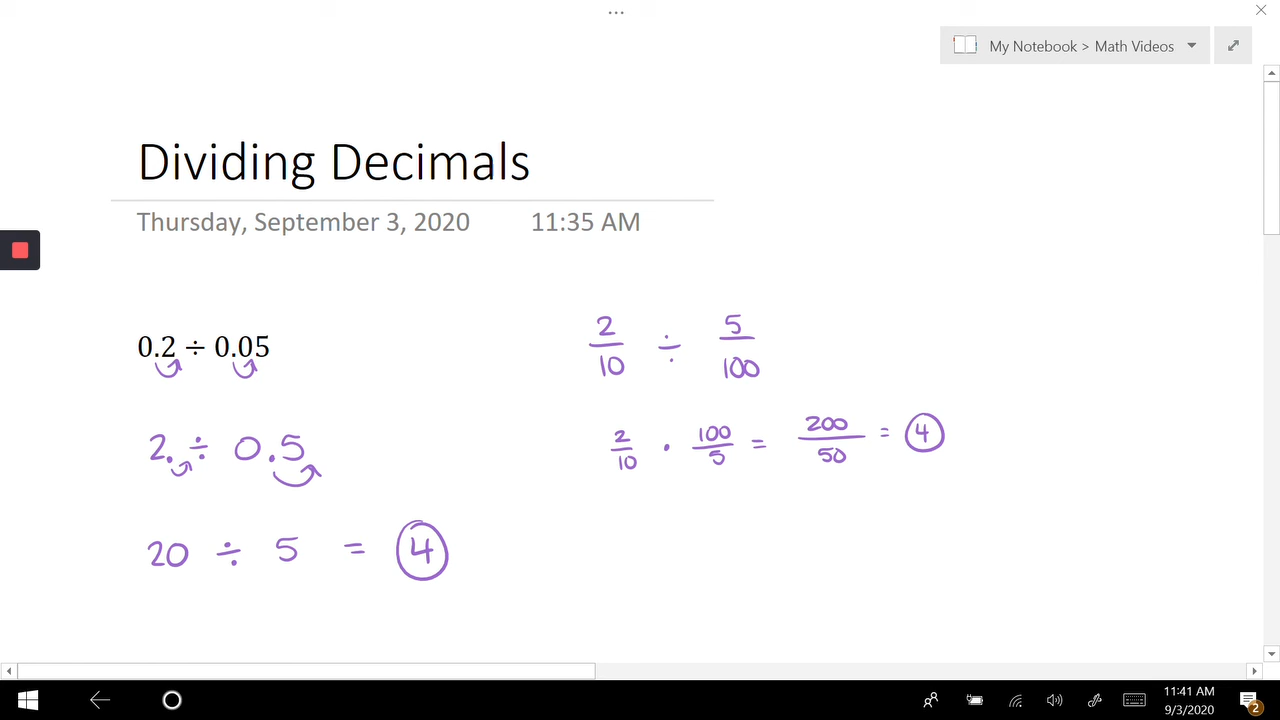 ...
My Notebook > Math Videos
Dividing Decimals
Thursday, September 3, 2020 11:35 AM
0.2 ÷ 0.05
2. ÷ 0.5
20 ÷ 5 = 4
2/10 ÷ 5/100
2/10 · 100/5 = 200/50 = 4
11:41 AM
9/3/2020
2